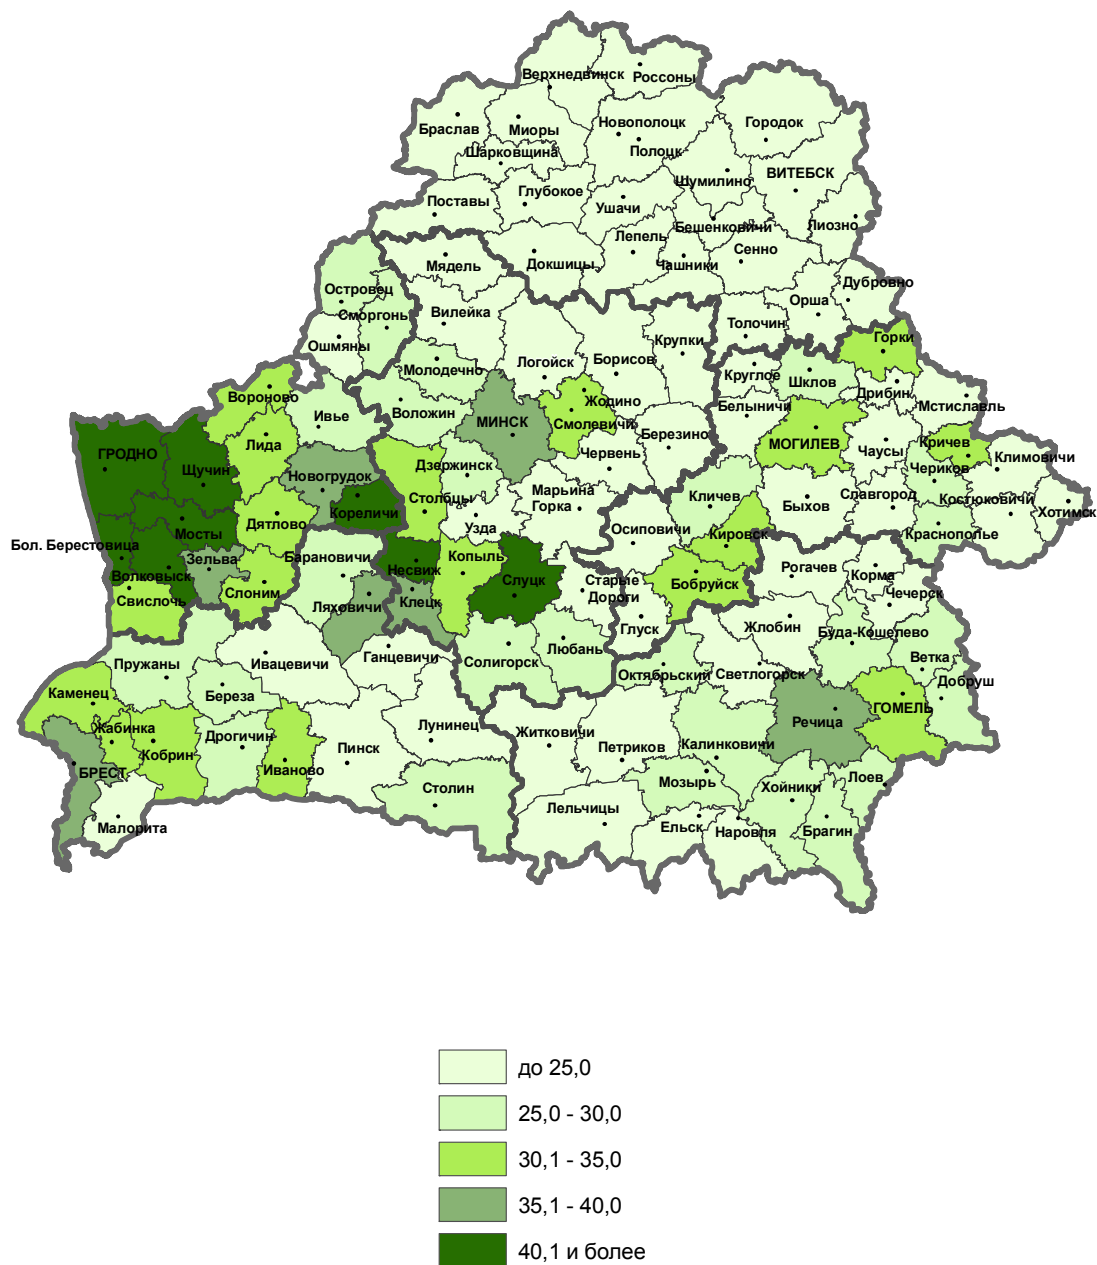 Верхнедвинск
Россоны
Браслав
Миоры
Новополоцк
Городок
Шарковщина
Полоцк
ВИТЕБСК
Шумилино
Поставы
Глубокое
Ушачи
Бешенковичи
Лиозно
Лепель
Сенно
Мядель
Докшицы
Чашники
Дубровно
Островец
Орша
Сморгонь
Вилейка
Толочин
Ошмяны
Крупки
Горки
Логойск
Борисов
Молодечно
Круглое
Шклов
Дрибин
Вороново
Жодино
Белыничи
Мстиславль
Ивье
Воложин
МИНСК
Смолевичи
Березино
МОГИЛЕВ
Кричев
Лида
Чаусы
ГРОДНО
Червень
Климовичи
Щучин
Дзержинск
Чериков
Новогрудок
Марьина
Горка
Столбцы
Кличев
Славгород
Костюковичи
Кореличи
Быхов
Хотимск
Дятлово
Узда
Осиповичи
Мосты
Кировск
Краснополье
Бол. Берестовица
Барановичи
Копыль
Зельва
Несвиж
Рогачев
Корма
Волковыск
Слуцк
Старые
Дороги
Бобруйск
Слоним
Свислочь
Ляховичи
Клецк
Чечерск
Глуск
Жлобин
Буда-Кошелево
Ивацевичи
Ганцевичи
Любань
Пружаны
Солигорск
Ветка
Октябрьский
Светлогорск
Добруш
Каменец
Береза
ГОМЕЛЬ
Жабинка
Лунинец
Речица
Дрогичин
Житковичи
Кобрин
Пинск
Петриков
Калинковичи
Иваново
БРЕСТ
Лоев
Мозырь
Хойники
Столин
Лельчицы
Малорита
Ельск
Наровля
Брагин
до 25,0
25,0 - 30,0
30,1 - 35,0
35,1 - 40,0
40,1 и более